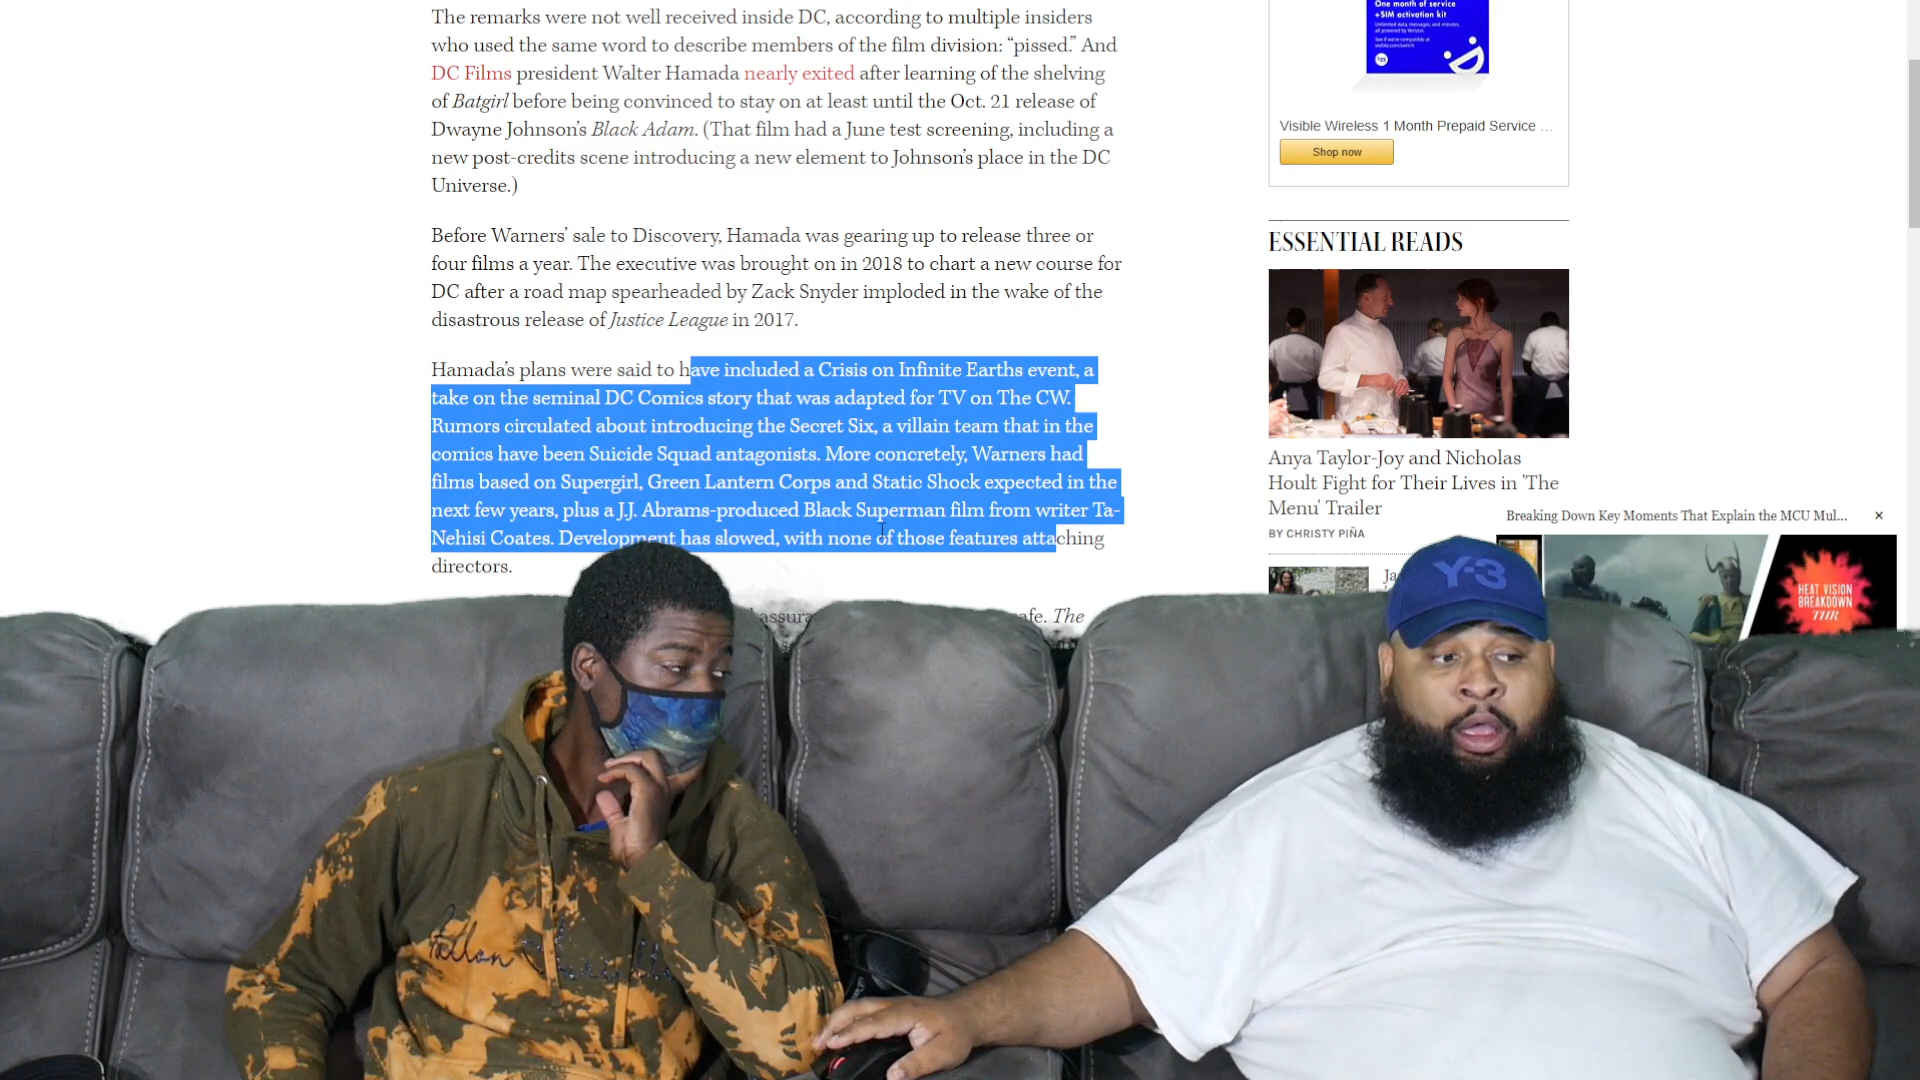 The remarks were not well received inside DC, according to multiple insiders
who used the same word to describe members of the film division: “pissed.” And
DC Films president Walter Hamada nearly exited after learning of the shelving
of Batgirl before being convinced to stay on at least until the Oct. 21 release of
Dwayne Johnson’s Black Adam. (That film had a June test screening, including a
new post-credits scene introducing a new element to Johnson’s place in the DC
Universe.)
Before Warners’ sale to Discovery, Hamada was gearing up to release three or
four films a year. The executive was brought on in 2018 to chart a new course for
DC after a road map spearheaded by Zack Snyder imploded in the wake of the
disastrous release of Justice League in 2017.
Hamada’s plans were said to have included a Crisis on Infinite Earths event, a
take on the seminal DC Comics story that was adapted for TV on The CW.
Rumors circulated about introducing the Secret Six, a villain team that in the
comics have been Suicide Squad antagonists. More concretely, Warners had
films based on Supergirl, Green Lantern Corps and Static Shock expected in the
next few years, plus a J.J. Abrams-produced Black Superman film from writer Ta-
Nehisi Coates. Development has slowed, with none of those features attaching
directors.
The
One month of service
+SIM activation kit
Visible Wireless 1 Month Prepaid Service ...
Shop now
ESSENTIAL READS
Anya Taylor-Joy and Nicholas
Hoult Fight for Their Lives in 'The
Menu' Trailer
BY CHRISTY PIÑA
Ja
Breaking Down Key Moments That Explain the MCU Mul...
×
HEAT VISION
BREAKDOWN
THR
Y-3